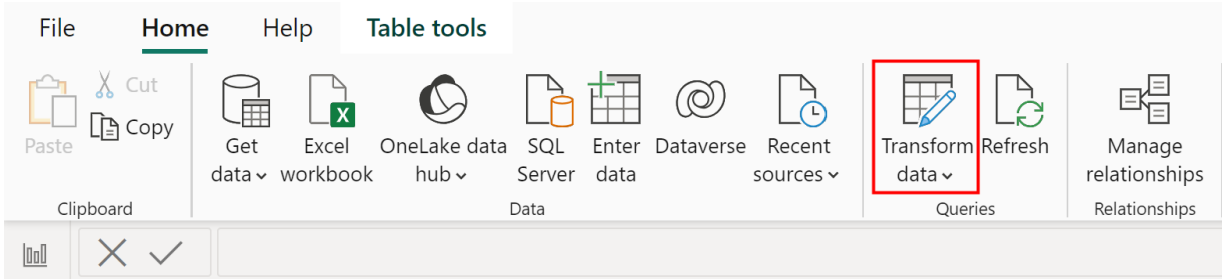 File Home Help Table tools
Cut
Copy
Paste
Get data
Excel workbook
OneLake data hub
SQL Server
Enter data
Dataverse
Recent sources
Transform data
Refresh
Manage relationships
Clipboard
Data
Queries
Relationships